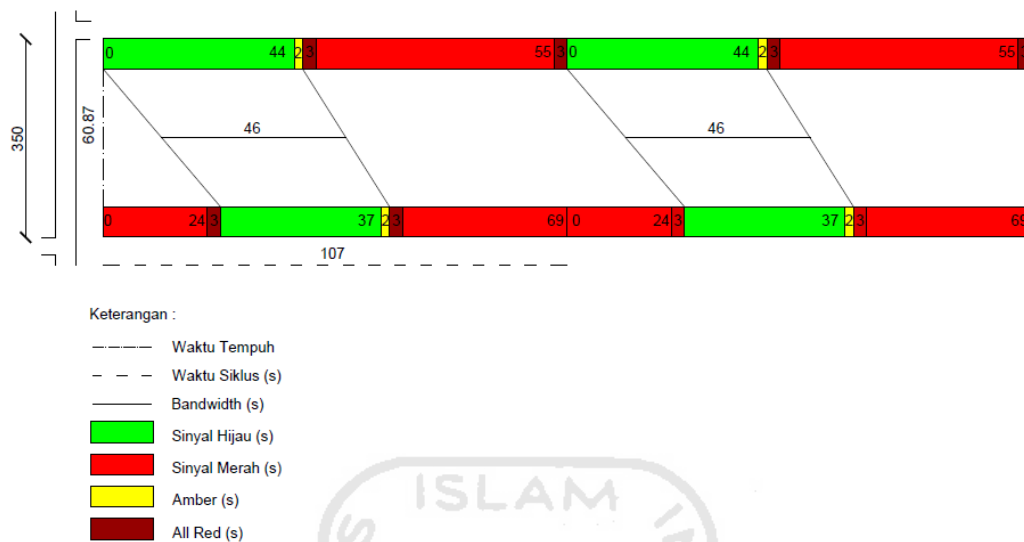 0 44 2 3 55 3 0 44 2 3 55 3
350
60.87
46 46
0 24 3 37 2 3 69 0 24 3 37 2 3 69
107
Keterangan :
Waktu Tempuh
Waktu Siklus (s)
Bandwidth (s)
Sinyal Hijau (s)
Sinyal Merah (s)
Amber (s)
All Red (s)
ISLAM